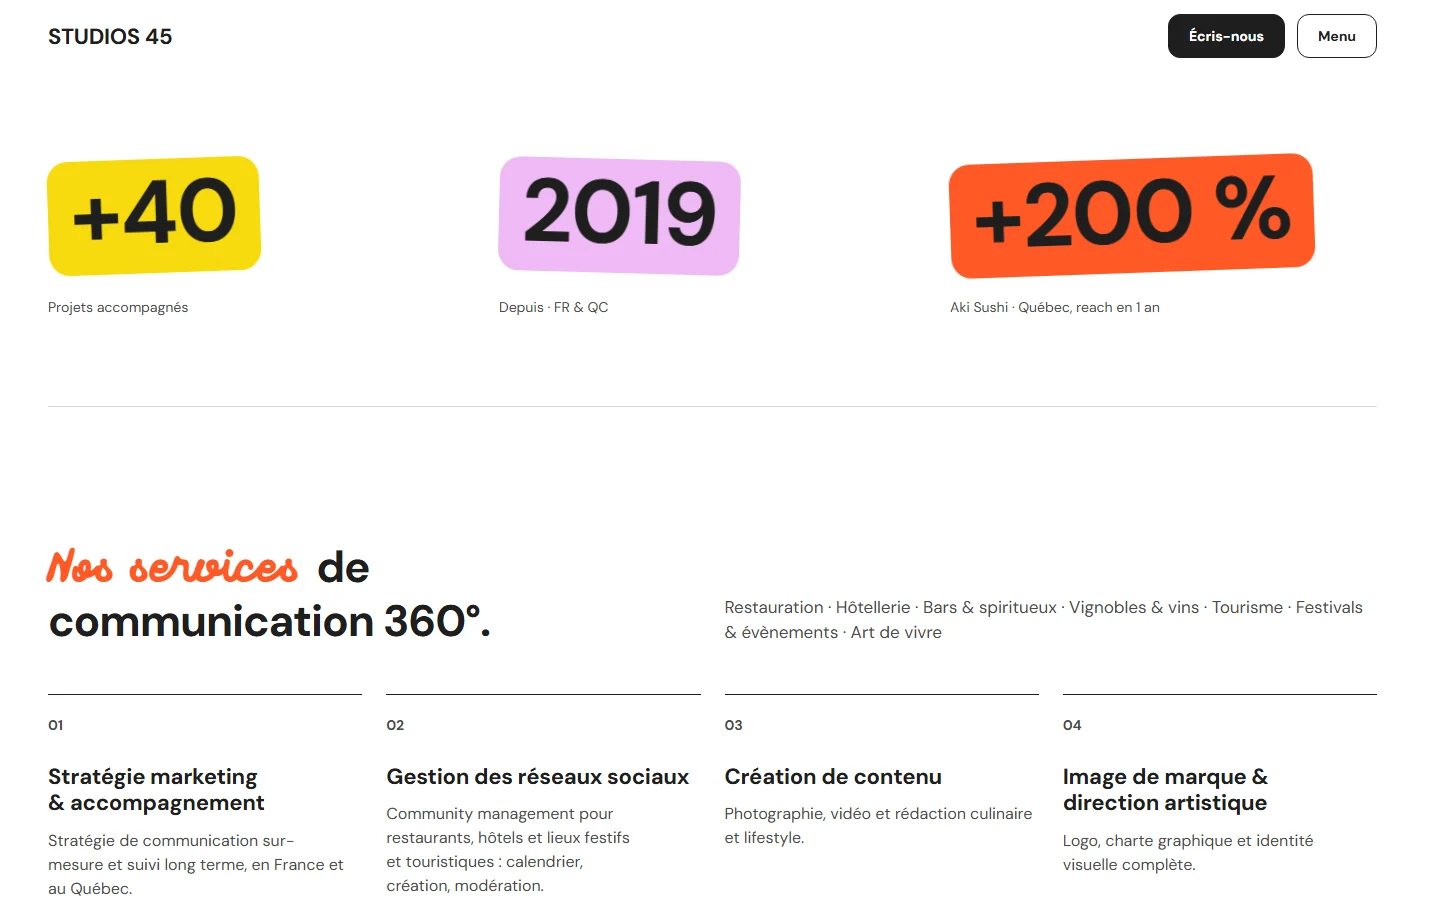 STUDIOS 45
Écris-nous
Menu
+40
2019
+200 %
Projets accompagnés
Depuis · FR & QC
Aki Sushi · Québec, reach en 1 an
Nos services de
communication 360°.
Restauration · Hôtellerie · Bars & spiritueux · Vignobles & vins · Tourisme · Festivals
& évènements · Art de vivre
01
Stratégie marketing
& accompagnement
Stratégie de communication sur-
mesure et suivi long terme, en France et
au Québec.
02
Gestion des réseaux sociaux
Community management pour
restaurants, hôtels et lieux festifs
et touristiques : calendrier,
création, modération.
03
Création de contenu
Photographie, vidéo et rédaction culinaire
et lifestyle.
04
Image de marque &
direction artistique
Logo, charte graphique et identité
visuelle complète.